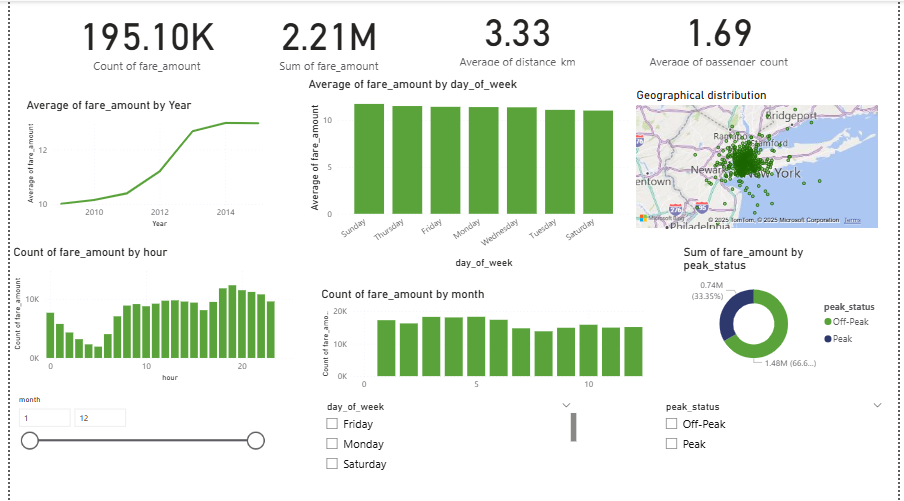 195.10K
Count of fare_amount
2.21M
Sum of fare_amount
3.33
Average of distance_km
1.69
Average of passenger_count
Average of fare_amount by Year
Average of fare_amount
12
10
2010
2012
2014
Year
Average of fare_amount by day_of_week
Average of fare_amount
10
5
0
Sunday
Thursday
Friday
Monday
Wednesday
Tuesday
Saturday
day_of_week
Geographical distribution
Bridgeport
Stamford
Newar
New York
entown
Philadelphia
Microsoft Bing
© 2025 TomTom, © 2025 Microsoft Corporation
Terms
Count of fare_amount by hour
Count of fare_amount
10K
0K
0
10
20
hour
Count of fare_amount by month
Count of fare_amo...
20K
10K
0K
0
5
10
Sum of fare_amount by
peak_status
0.74M
(33.35%)
1.48M (66.6...)
peak_status
Off-Peak
Peak
month
1
12
day_of_week
Friday
Monday
Saturday
peak_status
Off-Peak
Peak